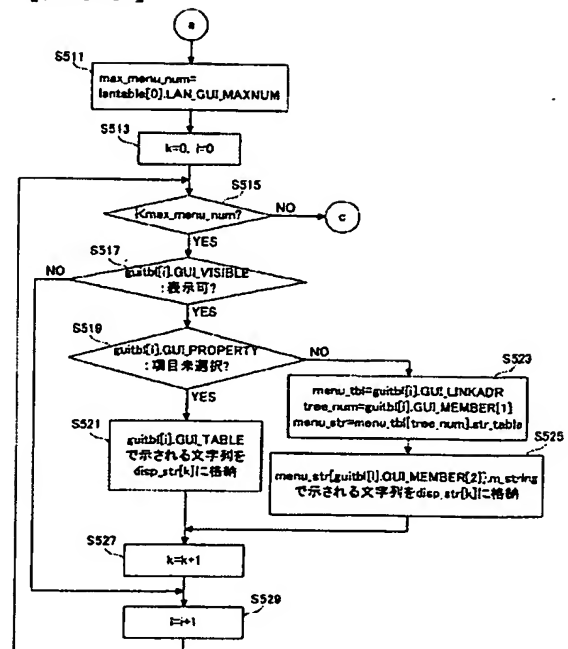 a
S511
max_menu_num=
lantable[0].LAN_GUI_MAXNUM
S513
k=0, i=0
S515
i<max_menu_num?
NO
c
YES
S517
NO
guitbl[i].GUI_VISIBLE
:表示可?
YES
S519
guitbl[i].GUI_PROPERTY
:項目未選択?
NO
YES
S523
menu_tbl=guitbl[i].GUI_LINKADR
tree_num=guitbl[i].GUI_MEMBER[1]
menu_str=menu_tbl[tree_num].str_table
S521
guitbl[i].GUI_TABLE
で示される文字列を
disp_str[k]に格納
S525
menu_str[guitbl[i].GUI_MEMBER[2]].m_string
で示される文字列をdisp_str[k]に格納
S527
k=k+1
S529
i=i+1